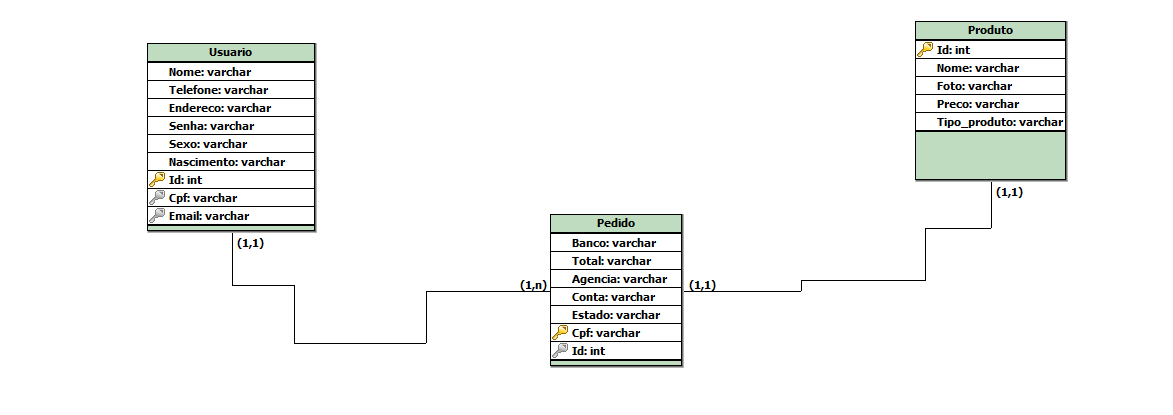 Usuario
Nome: varchar
Telefone: varchar
Endereco: varchar
Senha: varchar
Sexo: varchar
Nascimento: varchar
Id: int
Cpf: varchar
Email: varchar
(1,1)
Pedido
Banco: varchar
Total: varchar
Agencia: varchar
Conta: varchar
Estado: varchar
Cpf: varchar
Id: int
(1,n)
(1,1)
Produto
Id: int
Nome: varchar
Foto: varchar
Preco: varchar
Tipo_produto: varchar
(1,1)